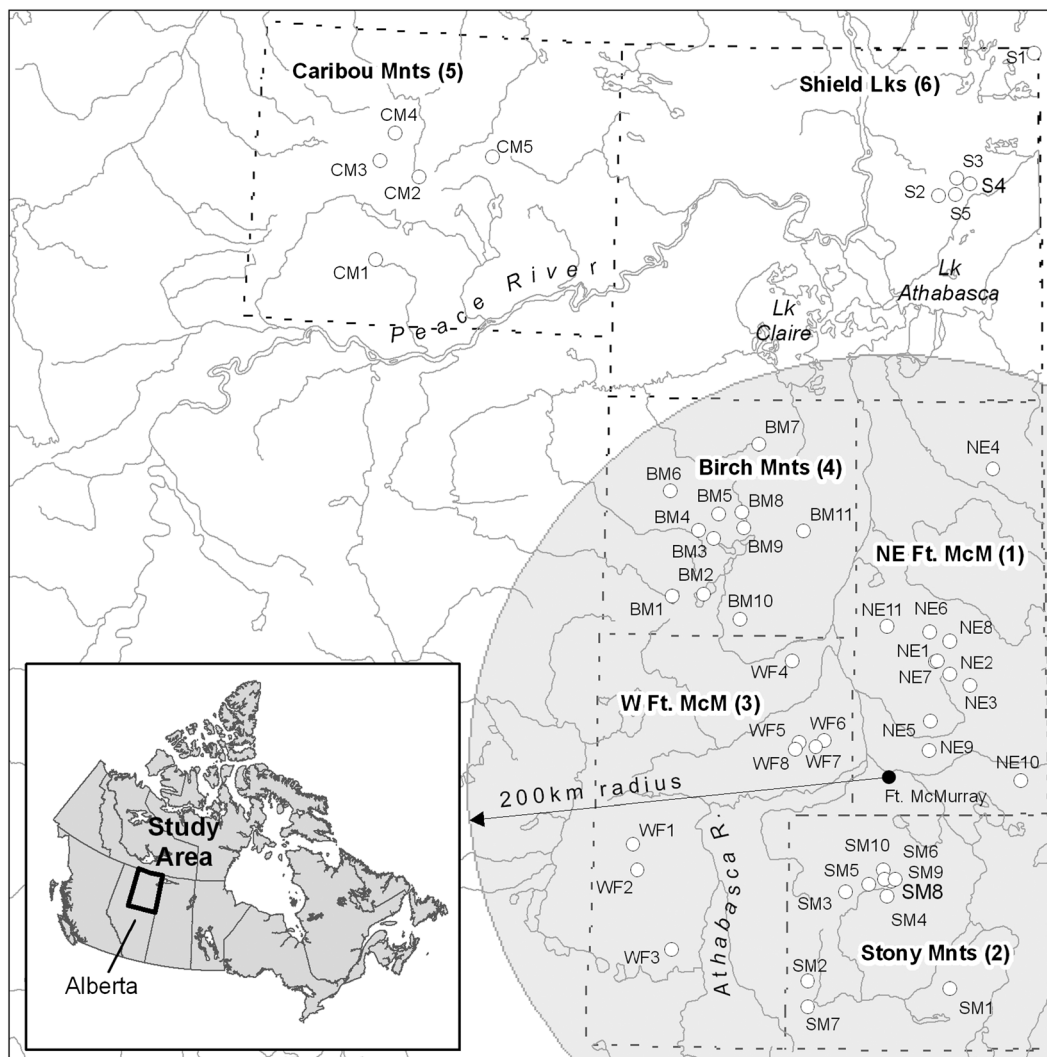 Caribou Mnts (5)
Shield Lks (6)
S1
CM4
CM3
CM5
CM2
S3
S4
S2
S5
CM1
Peace River
Lk
Athabasca
Lk
Claire
BM7
Birch Mnts (4)
NE4
BM6
BM5
BM8
BM4
BM11
BM3
BM9
NE Ft. McM (1)
BM2
BM1
BM10
NE11
NE6
NE8
NE1
NE2
NE7
NE3
WF4
W Ft. McM (3)
WF5
WF6
NE5
WF8
WF7
NE9
NE10
200km radius
Ft. McMurray
WF1
WF2
WF3
Athabasca R.
SM10
SM6
SM5
SM9
SM8
SM3
SM4
Stony Mnts (2)
SM2
SM1
SM7
Study
Area
Alberta